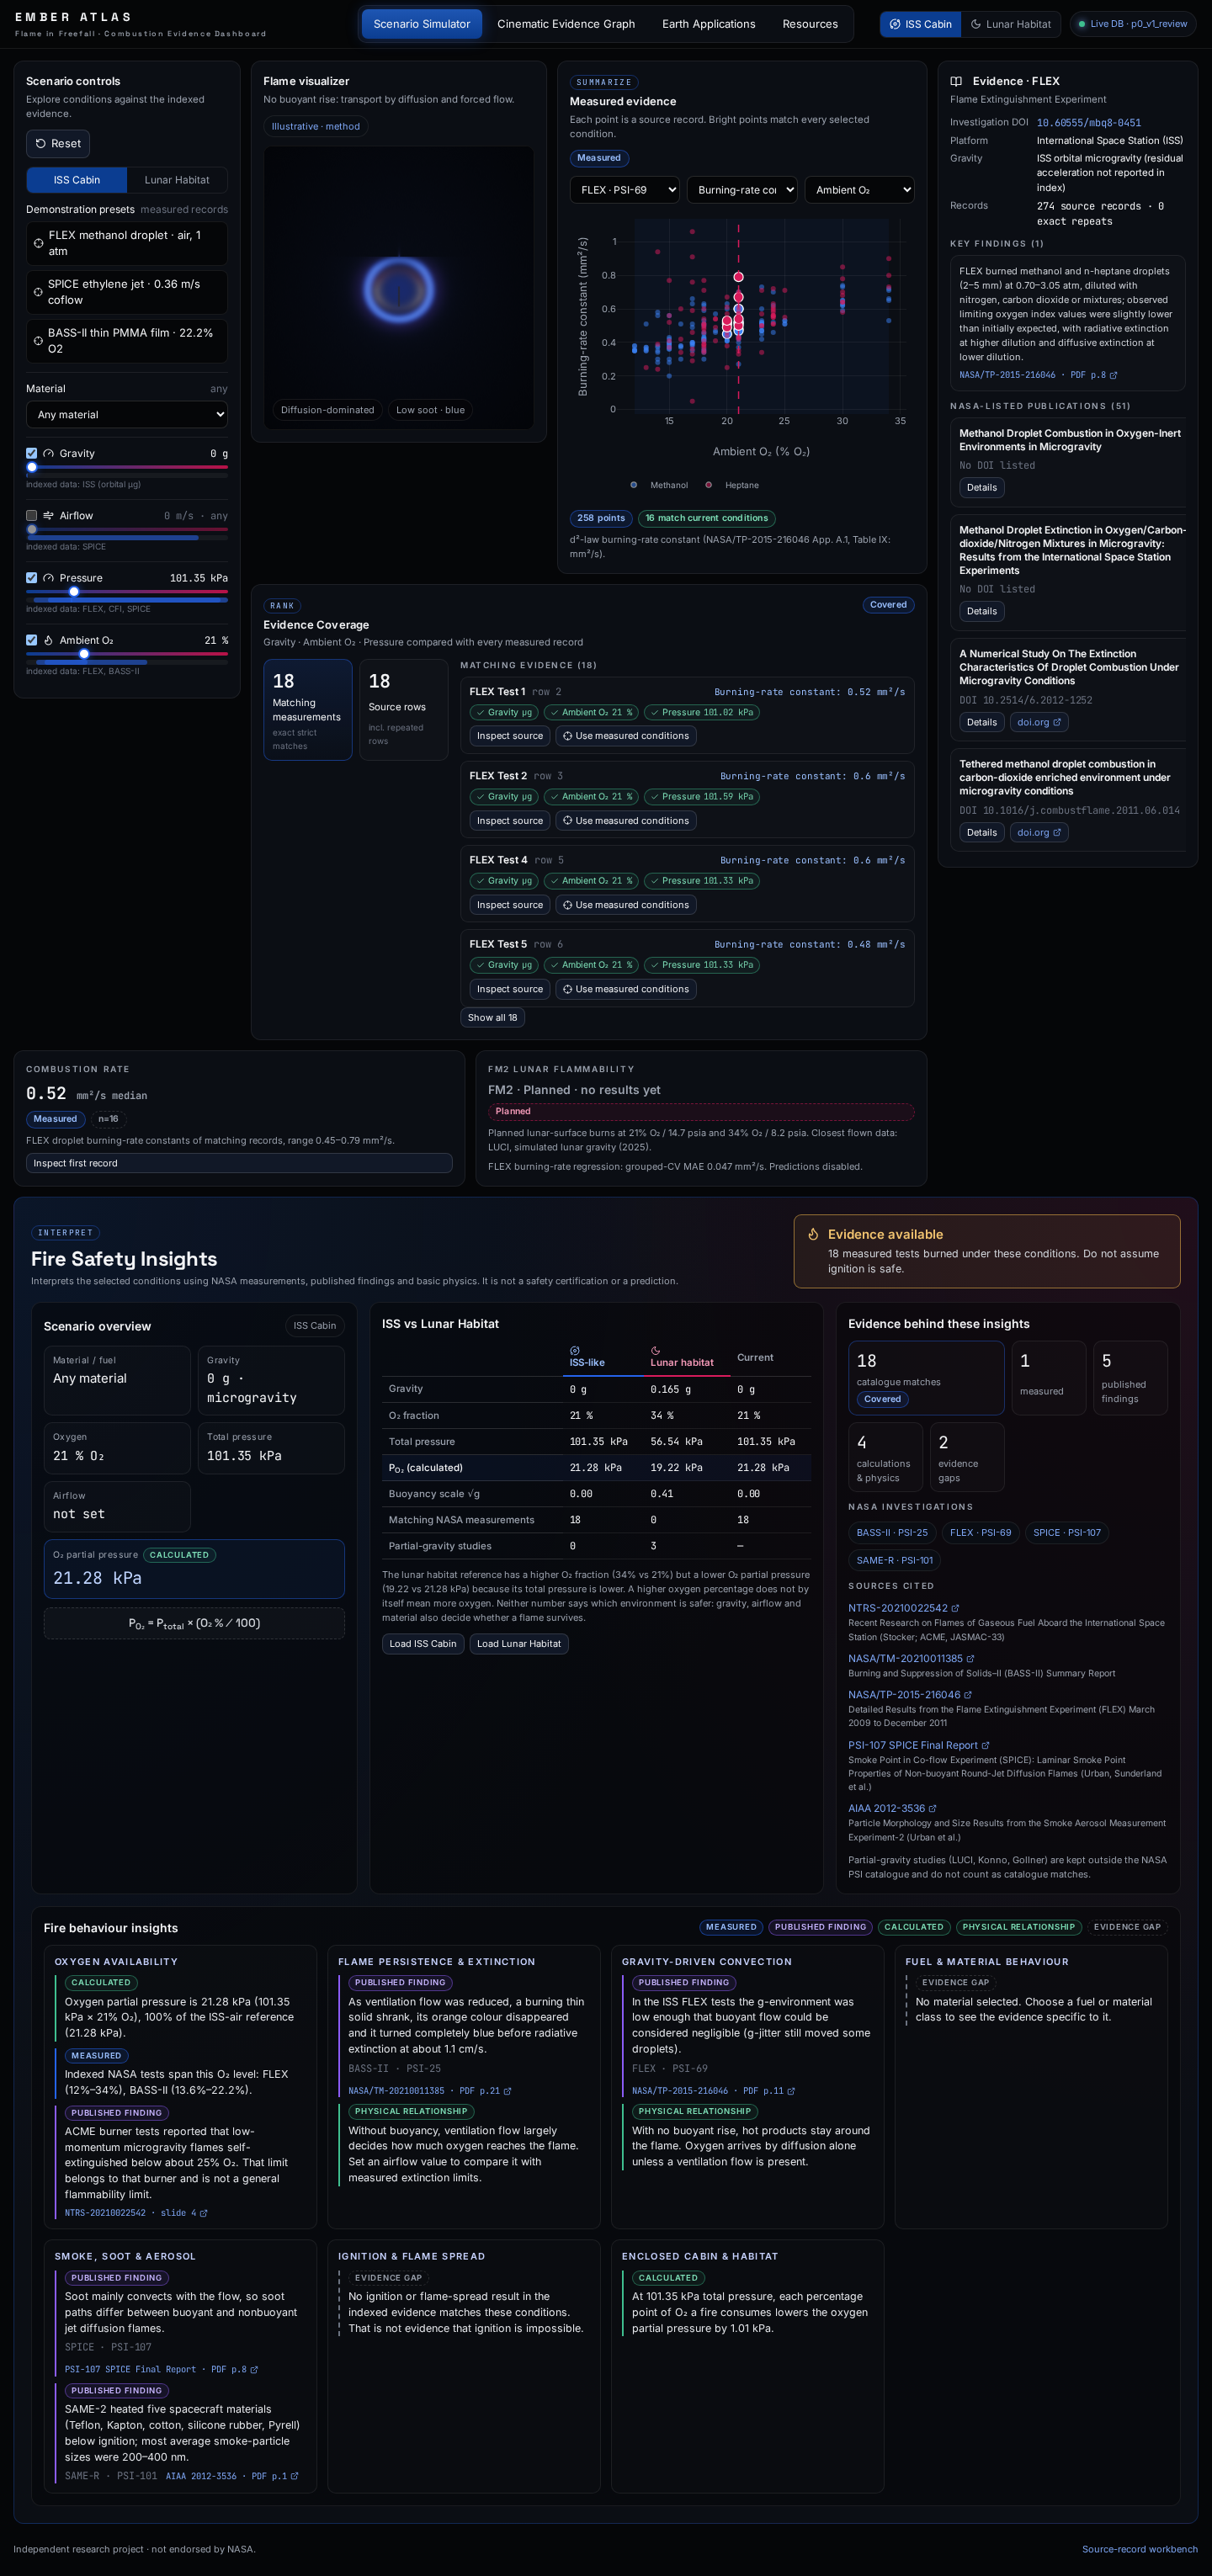 EMBER ATLAS
Flame in Freefall · Combustion Evidence Dashboard
Scenario Simulator
Cinematic Evidence Graph
Earth Applications
Resources
ISS Cabin
Lunar Habitat
Live DB · p0_v1_review
Scenario controls
Explore conditions against the indexed
evidence.
Reset
ISS Cabin
Lunar Habitat
Demonstration presets measured records
FLEX methanol droplet · air, 1
atm
SPICE ethylene jet · 0.36 m/s
coflow
BASS-II thin PMMA film · 22.2%
O2
Material any
Any material
Gravity 0 g
indexed data: ISS (orbital µg)
Airflow 0 m/s · any
indexed data: SPICE
Pressure 101.35 kPa
indexed data: FLEX, CFI, SPICE
Ambient O₂ 21 %
indexed data: FLEX, BASS-II
Flame visualizer
No buoyant rise: transport by diffusion and forced flow.
Illustrative · method
Diffusion-dominated
Low soot · blue
SUMMARIZE
Measured evidence
Each point is a source record. Bright points match every selected
condition.
Measured
FLEX · PSI-69
Burning-rate con
Ambient O₂
Burning-rate constant (mm²/s)
1
0.8
0.6
0.4
0.2
0
15 20 25 30 35
Ambient O₂ (% O₂)
Methanol
Heptane
258 points
16 match current conditions
d²-law burning-rate constant (NASA/TP-2015-216046 App. A.1, Table IX:
mm²/s).
Evidence · FLEX
Flame Extinguishment Experiment
Investigation DOI 10.60555/mbq8-0451
Platform International Space Station (ISS)
Gravity ISS orbital microgravity (residual
acceleration not reported in
index)
Records 274 source records · 0
exact repeats
KEY FINDINGS (1)
FLEX burned methanol and n-heptane droplets
(2–5 mm) at 0.70–3.05 atm, diluted with
nitrogen, carbon dioxide or mixtures; observed
limiting oxygen index values were slightly lower
than initially expected, with radiative extinction
at higher dilution and diffusive extinction at
lower dilution.
NASA/TP-2015-216046 · PDF p.8
NASA-LISTED PUBLICATIONS (51)
Methanol Droplet Combustion in Oxygen-Inert
Environments in Microgravity
No DOI listed
Details
Methanol Droplet Extinction in Oxygen/Carbon-
dioxide/Nitrogen Mixtures in Microgravity:
Results from the International Space Station
Experiments
No DOI listed
Details
A Numerical Study On The Extinction
Characteristics Of Droplet Combustion Under
Microgravity Conditions
DOI 10.2514/6.2012-1252
Details
doi.org
Tethered methanol droplet combustion in
carbon-dioxide enriched environment under
microgravity conditions
DOI 10.1016/j.combustflame.2011.06.014
Details
doi.org
RANK
Covered
Evidence Coverage
Gravity · Ambient O₂ · Pressure compared with every measured record
18
Matching
measurements
exact strict
matches
18
Source rows
incl. repeated
rows
MATCHING EVIDENCE (18)
FLEX Test 1 row 2 Burning-rate constant: 0.52 mm²/s
Gravity µg Ambient O₂ 21 % Pressure 101.02 kPa
Inspect source Use measured conditions
FLEX Test 2 row 3 Burning-rate constant: 0.6 mm²/s
Gravity µg Ambient O₂ 21 % Pressure 101.59 kPa
Inspect source Use measured conditions
FLEX Test 4 row 5 Burning-rate constant: 0.6 mm²/s
Gravity µg Ambient O₂ 21 % Pressure 101.33 kPa
Inspect source Use measured conditions
FLEX Test 5 row 6 Burning-rate constant: 0.48 mm²/s
Gravity µg Ambient O₂ 21 % Pressure 101.33 kPa
Inspect source Use measured conditions
Show all 18
COMBUSTION RATE
0.52 mm²/s median
Measured n=16
FLEX droplet burning-rate constants of matching records, range 0.45–0.79 mm²/s.
Inspect first record
FM2 LUNAR FLAMMABILITY
FM2 · Planned · no results yet
Planned
Planned lunar-surface burns at 21% O₂ / 14.7 psia and 34% O₂ / 8.2 psia. Closest flown data:
LUCI, simulated lunar gravity (2025).
FLEX burning-rate regression: grouped-CV MAE 0.047 mm²/s. Predictions disabled.
INTERPRET
Fire Safety Insights
Interprets the selected conditions using NASA measurements, published findings and basic physics. It is not a safety certification or a prediction.
Evidence available
18 measured tests burned under these conditions. Do not assume
ignition is safe.
Scenario overview
ISS Cabin
Material / fuel
Any material
Gravity
0 g ·
microgravity
Oxygen
21 % O₂
Total pressure
101.35 kPa
Airflow
not set
O₂ partial pressure CALCULATED
21.28 kPa
P_O₂ = P_total × (O₂ % / 100)
ISS vs Lunar Habitat
ISS-like Lunar habitat Current
Gravity 0 g 0.165 g 0 g
O₂ fraction 21 % 34 % 21 %
Total pressure 101.35 kPa 56.54 kPa 101.35 kPa
P_O₂ (calculated) 21.28 kPa 19.22 kPa 21.28 kPa
Buoyancy scale √g 0.00 0.41 0.00
Matching NASA measurements 18 0 18
Partial-gravity studies 0 3 —
The lunar habitat reference has a higher O₂ fraction (34% vs 21%) but a lower O₂ partial pressure
(19.22 vs 21.28 kPa) because its total pressure is lower. A higher oxygen percentage does not by
itself mean more oxygen. Neither number says which environment is safer: gravity, airflow and
material also decide whether a flame survives.
Load ISS Cabin
Load Lunar Habitat
Evidence behind these insights
18
catalogue matches
Covered
1
measured
5
published
findings
4
calculations
& physics
2
evidence
gaps
NASA INVESTIGATIONS
BASS-II · PSI-25
FLEX · PSI-69
SPICE · PSI-107
SAME-R · PSI-101
SOURCES CITED
NTRS-20210022542
Recent Research on Flames of Gaseous Fuel Aboard the International Space
Station (Stocker; ACME, JASMAC-33)
NASA/TM-20210011385
Burning and Suppression of Solids–II (BASS-II) Summary Report
NASA/TP-2015-216046
Detailed Results from the Flame Extinguishment Experiment (FLEX) March
2009 to December 2011
PSI-107 SPICE Final Report
Smoke Point in Co-flow Experiment (SPICE): Laminar Smoke Point
Properties of Non-buoyant Round-Jet Diffusion Flames (Urban, Sunderland
et al.)
AIAA 2012-3536
Particle Morphology and Size Results from the Smoke Aerosol Measurement
Experiment-2 (Urban et al.)
Partial-gravity studies (LUCI, Konno, Gollner) are kept outside the NASA
PSI catalogue and do not count as catalogue matches.
Fire behaviour insights
MEASURED
PUBLISHED FINDING
CALCULATED
PHYSICAL RELATIONSHIP
EVIDENCE GAP
OXYGEN AVAILABILITY
CALCULATED
Oxygen partial pressure is 21.28 kPa (101.35
kPa × 21% O₂), 100% of the ISS-air reference
(21.28 kPa).
MEASURED
Indexed NASA tests span this O₂ level: FLEX
(12%–34%), BASS-II (13.6%–22.2%).
PUBLISHED FINDING
ACME burner tests reported that low-
momentum microgravity flames self-
extinguished below about 25% O₂. That limit
belongs to that burner and is not a general
flammability limit.
NTRS-20210022542 · slide 4
FLAME PERSISTENCE & EXTINCTION
PUBLISHED FINDING
As ventilation flow was reduced, a burning thin
solid shrank, its orange colour disappeared
and it turned completely blue before radiative
extinction at about 1.1 cm/s.
BASS-II · PSI-25
NASA/TM-20210011385 · PDF p.21
PHYSICAL RELATIONSHIP
Without buoyancy, ventilation flow largely
decides how much oxygen reaches the flame.
Set an airflow value to compare it with
measured extinction limits.
GRAVITY-DRIVEN CONVECTION
PUBLISHED FINDING
In the ISS FLEX tests the g-environment was
low enough that buoyant flow could be
considered negligible (g-jitter still moved some
droplets).
FLEX · PSI-69
NASA/TP-2015-216046 · PDF p.11
PHYSICAL RELATIONSHIP
With no buoyant rise, hot products stay around
the flame. Oxygen arrives by diffusion alone
unless a ventilation flow is present.
FUEL & MATERIAL BEHAVIOUR
EVIDENCE GAP
No material selected. Choose a fuel or material
class to see the evidence specific to it.
SMOKE, SOOT & AEROSOL
PUBLISHED FINDING
Soot mainly convects with the flow, so soot
paths differ between buoyant and nonbuoyant
jet diffusion flames.
SPICE · PSI-107
PSI-107 SPICE Final Report · PDF p.8
PUBLISHED FINDING
SAME-2 heated five spacecraft materials
(Teflon, Kapton, cotton, silicone rubber, Pyrell)
below ignition; most average smoke-particle
sizes were 200–400 nm.
SAME-R · PSI-101 AIAA 2012-3536 · PDF p.1
IGNITION & FLAME SPREAD
EVIDENCE GAP
No ignition or flame-spread result in the
indexed evidence matches these conditions.
That is not evidence that ignition is impossible.
ENCLOSED CABIN & HABITAT
CALCULATED
At 101.35 kPa total pressure, each percentage
point of O₂ a fire consumes lowers the oxygen
partial pressure by 1.01 kPa.
Independent research project · not endorsed by NASA.
Source-record workbench